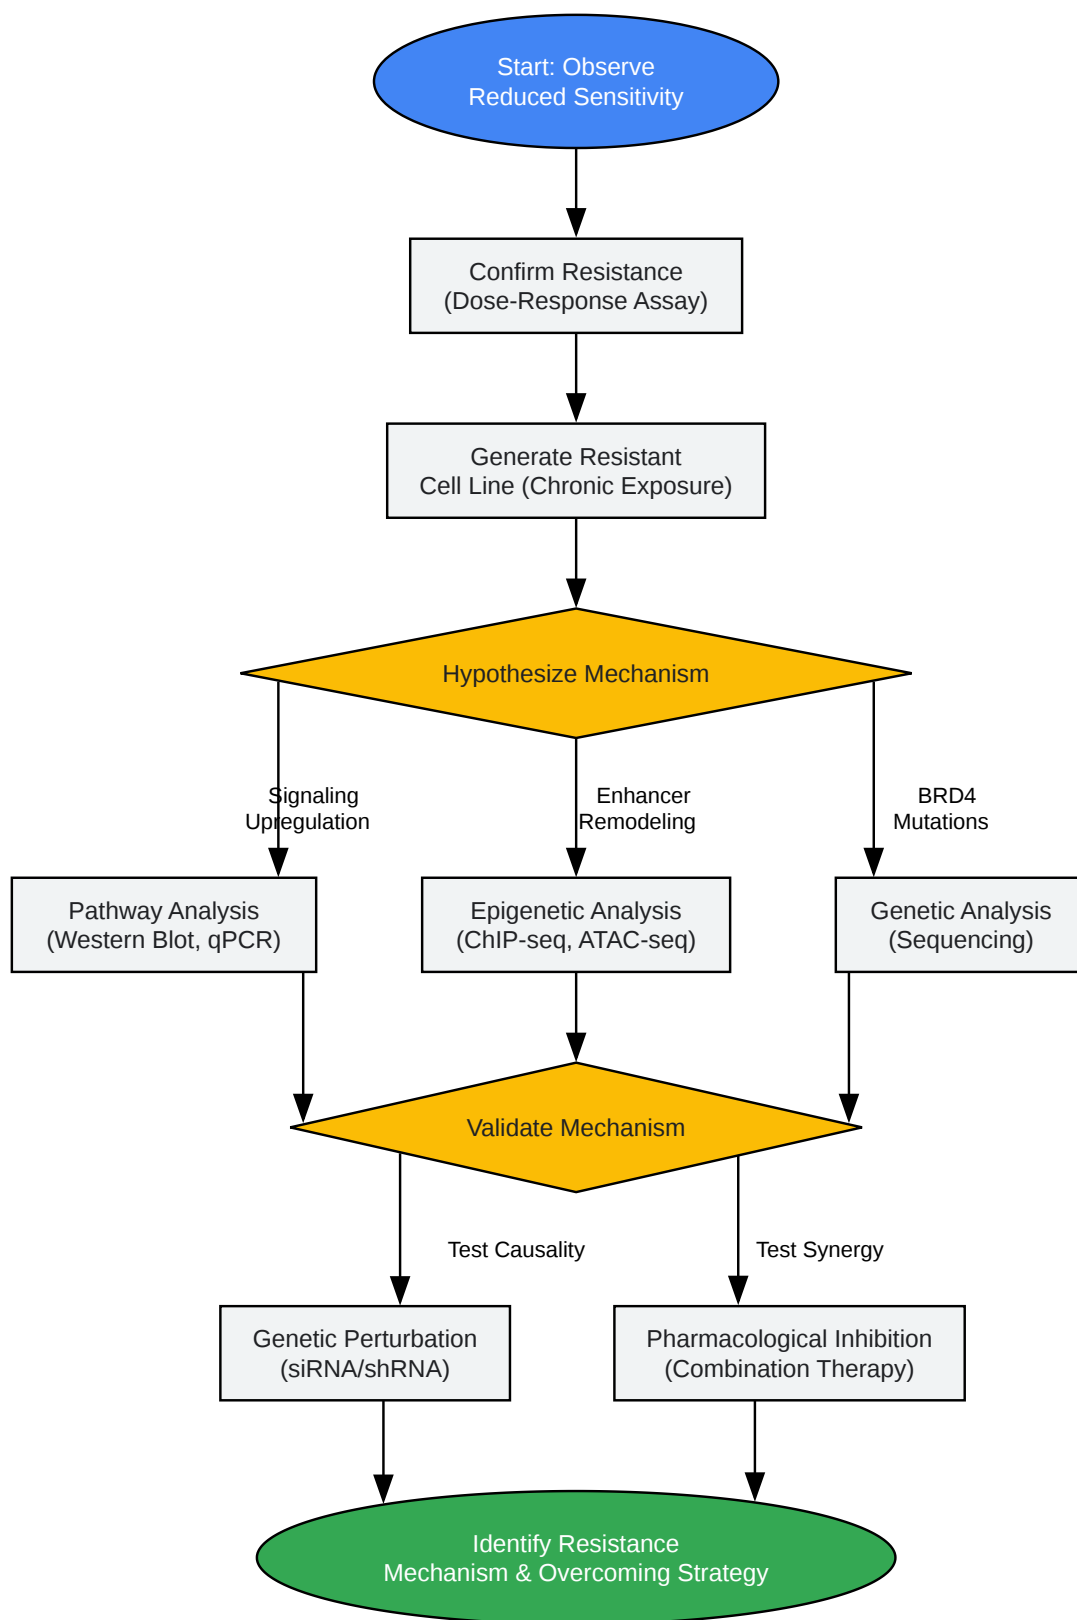 Start: Observe
Reduced Sensitivity
Confirm Resistance
(Dose-Response Assay)
Generate Resistant
Cell Line (Chronic Exposure)
Hypothesize Mechanism
Signaling
Upregulation
Enhancer
Remodeling
BRD4
Mutations
Pathway Analysis
(Western Blot, qPCR)
Epigenetic Analysis
(ChIP-seq, ATAC-seq)
Genetic Analysis
(Sequencing)
Validate Mechanism
Test Causality
Test Synergy
Genetic Perturbation
(siRNA/shRNA)
Pharmacological Inhibition
(Combination Therapy)
Identify Resistance
Mechanism & Overcoming Strategy